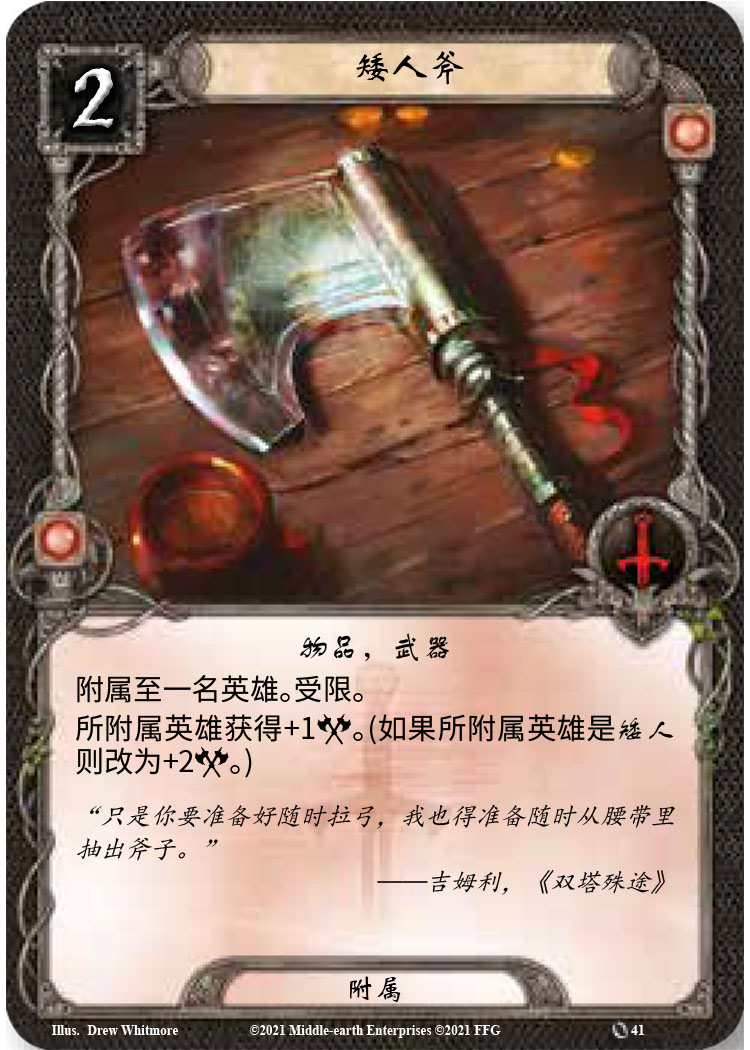 2
矮人斧
物品，武器
附属至一名英雄。受限。
所附属英雄获得+1。(如果所附属英雄是矮人
则改为+2。)
“只是你要准备好随时拉弓，我也得准备随时从腰带里
抽出斧子。”
——吉姆利，《双塔殊途》
附属
Illus. Drew Whitmore ©2021 Middle-earth Enterprises ©2021 FFG 41